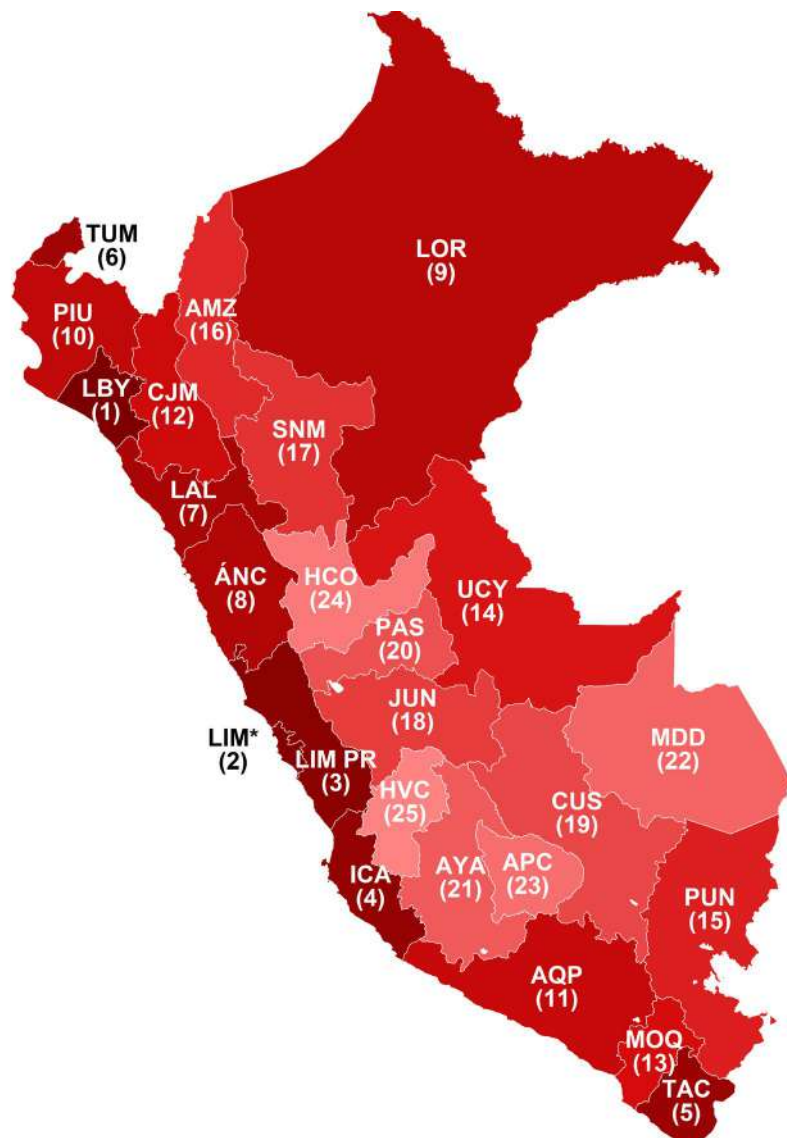 LOR
(9)
TUM
(6)
AMZ
(16)
PIU
(10)
LBY
(1)
CJM
(12)
SNM
(17)
LAL
(7)
ÁNC
(8)
HCO
(24)
UCY
(14)
PAS
(20)
JUN
(18)
LIM*
(2)
LIM PR
(3)
MDD
(22)
HVC
(25)
CUS
(19)
ICA
(4)
AYA
(21)
APC
(23)
PUN
(15)
AQP
(11)
MOQ
(13)
TAC
(5)